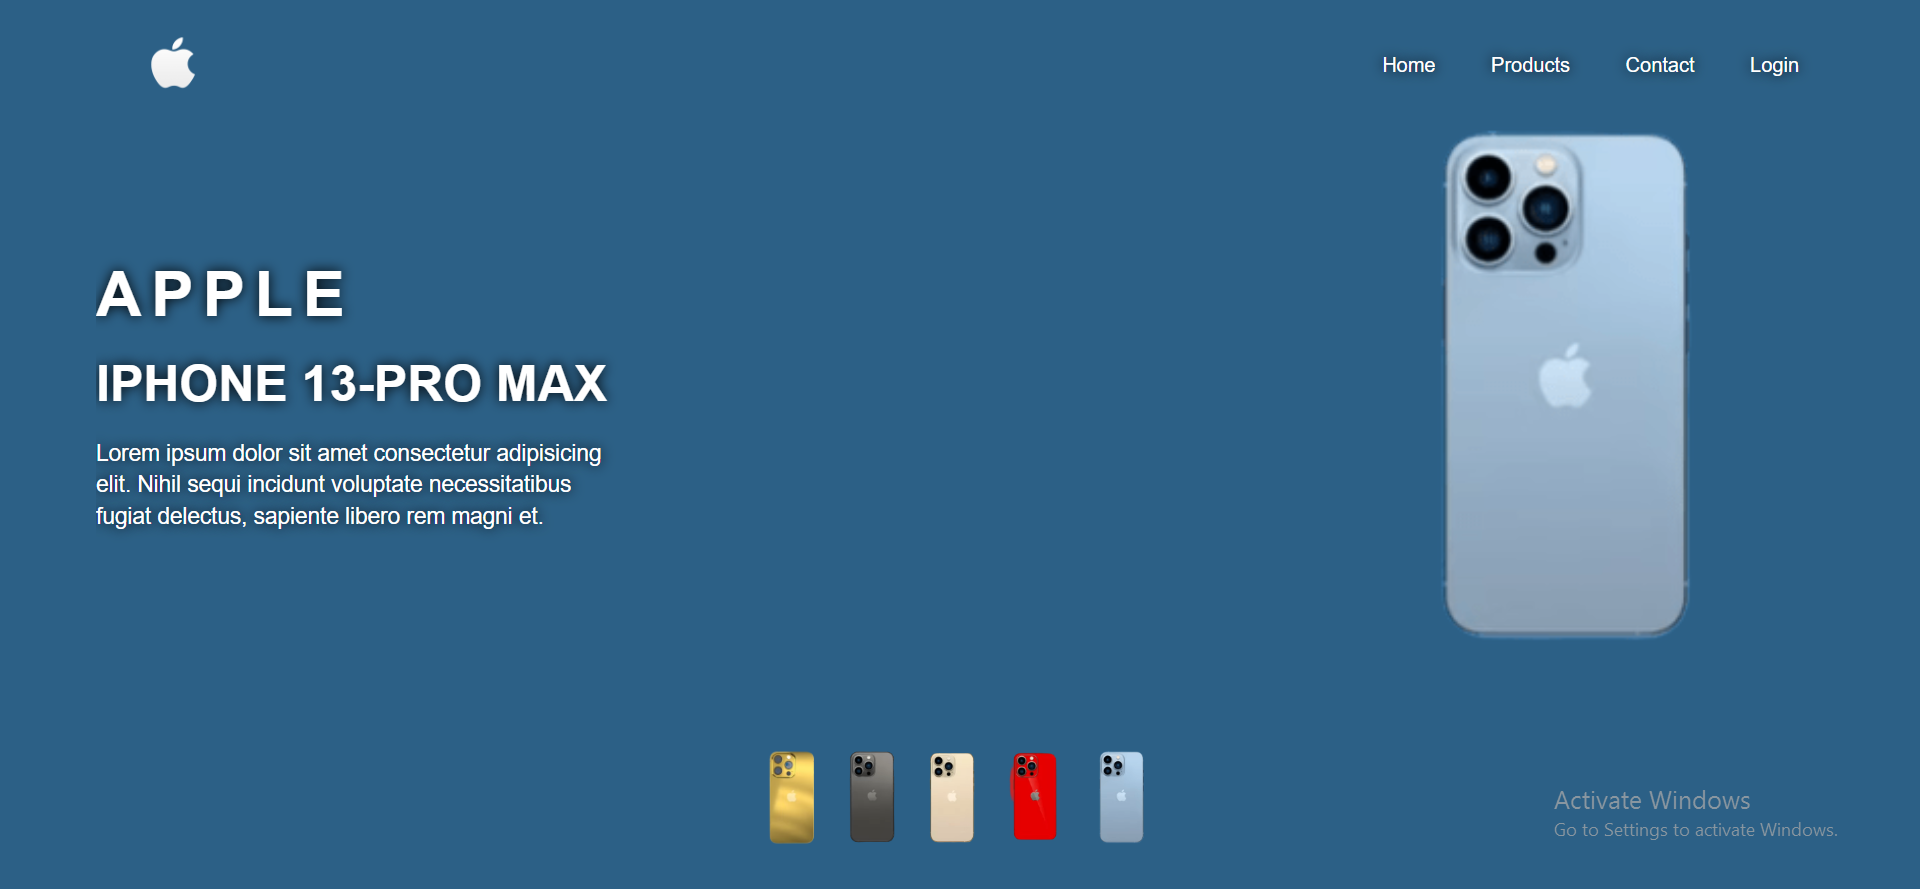 Home Products Contact Login
APPLE
IPHONE 13-PRO MAX
Lorem ipsum dolor sit amet consectetur adipisicing
elit. Nihil sequi incidunt voluptate necessitatibus
fugiat delectus, sapiente libero rem magni et.
Activate Windows
Go to Settings to activate Windows.